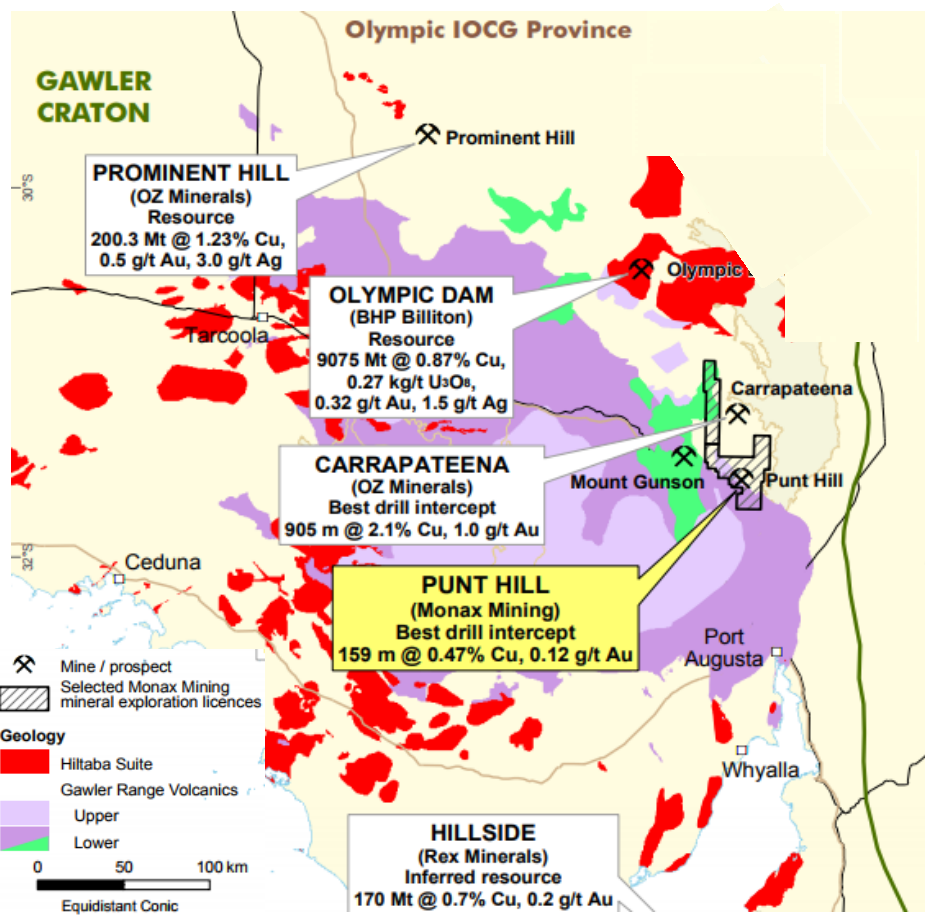 Olympic IOCG Province
GAWLER
CRATON
Prominent Hill
PROMINENT HILL
(OZ Minerals)
Resource
200.3 Mt @ 1.23% Cu,
0.5 g/t Au, 3.0 g/t Ag
30°S
Olympic
OLYMPIC DAM
(BHP Billiton)
Resource
9075 Mt @ 0.87% Cu,
0.27 kg/t U3O8,
0.32 g/t Au, 1.5 g/t Ag
Tarcoola
Carrapateena
CARRAPATEENA
(OZ Minerals)
Best drill intercept
905 m @ 2.1% Cu, 1.0 g/t Au
Mount Gunson
Punt Hill
32°S
Ceduna
PUNT HILL
(Monax Mining)
Best drill intercept
159 m @ 0.47% Cu, 0.12 g/t Au
Port
Augusta
Whyalla
Mine / prospect
Selected Monax Mining
mineral exploration licences
Geology
Hiltaba Suite
Gawler Range Volcanics
Upper
Lower
0 50 100 km
Equidistant Conic
HILLSIDE
(Rex Minerals)
Inferred resource
170 Mt @ 0.7% Cu, 0.2 g/t Au